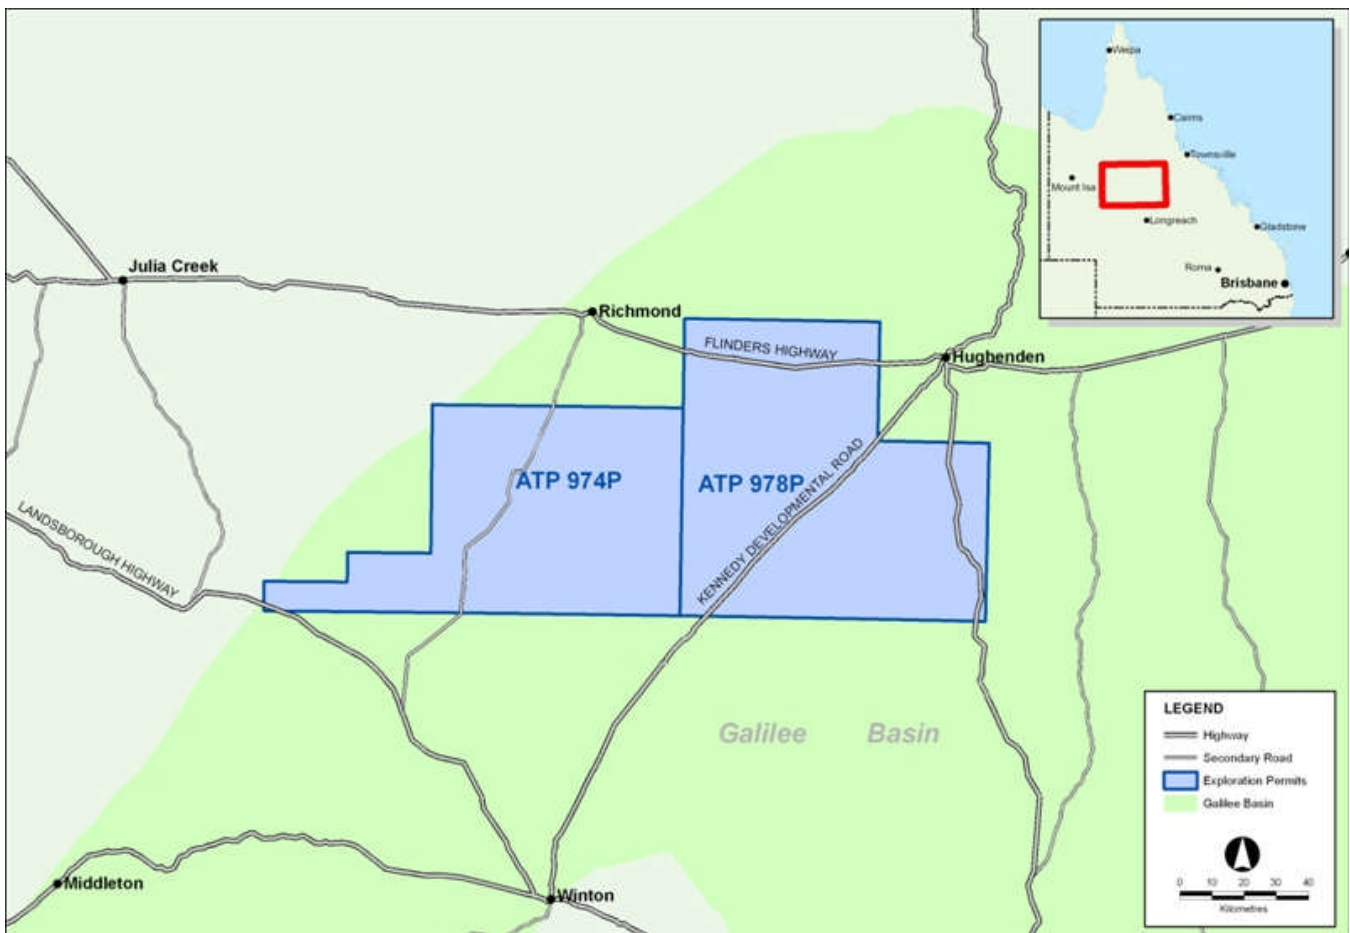 Weipa
Cairns
Townsville
Mount Isa
Longreach
Gladstone
Roma
Brisbane
Julia Creek
Richmond
FLINDERS HIGHWAY
Hughenden
ATP 974P
ATP 978P
KENNEDY DEVELOPMENTAL ROAD
LANDSBOROUGH HIGHWAY
Galilee Basin
Middleton
Winton
LEGEND
Highway
Secondary Road
Exploration Permits
Galilee Basin
0 10 20 30 40
Kilometres